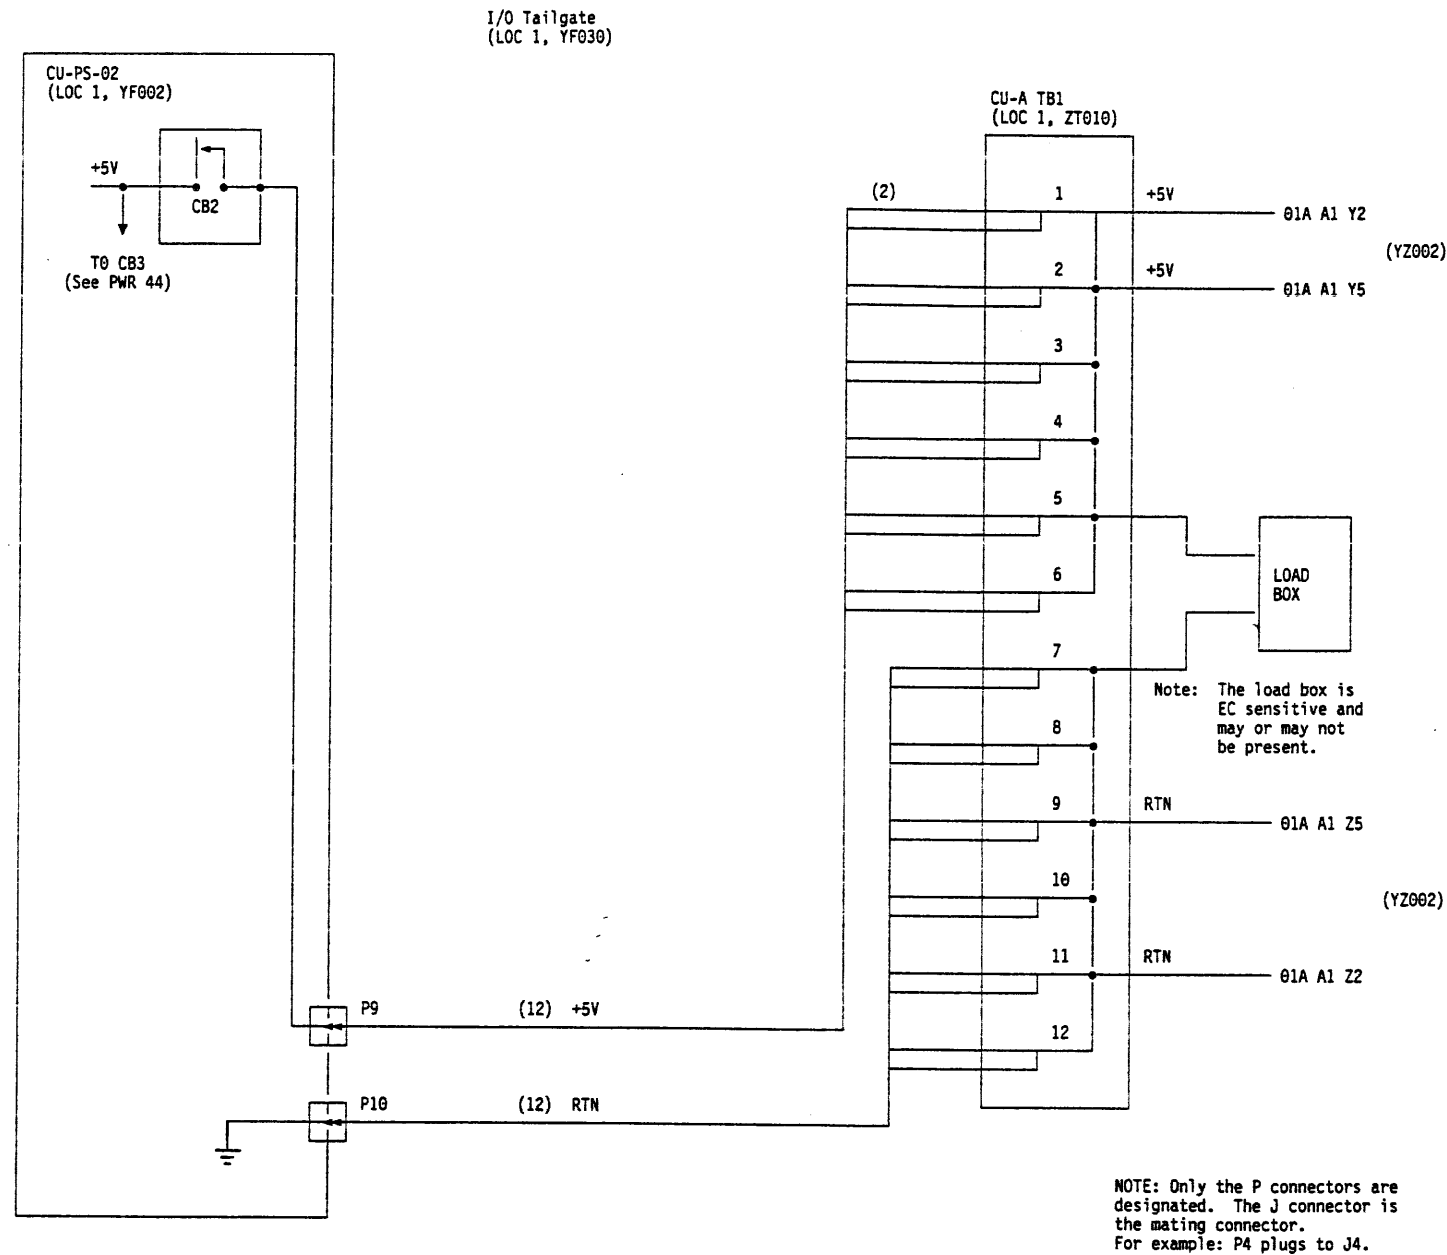 I/O Tailgate
(LOC 1, YF030)
CU-PS-02
(LOC 1, YF002)
+5V
CB2
TO CB3
(See PWR 44)
CU-A TB1
(LOC 1, ZT010)
(2)
1
+5V
01A A1 Y2
(YZ002)
2
+5V
01A A1 Y5
3
4
5
6
LOAD
BOX
7
Note: The load box is
EC sensitive and
may or may not
be present.
8
9
RTN
01A A1 Z5
10
(YZ002)
11
RTN
01A A1 Z2
12
P9
(12) +5V
P10
(12) RTN
NOTE: Only the P connectors are
designated. The J connector is
the mating connector.
For example: P4 plugs to J4.